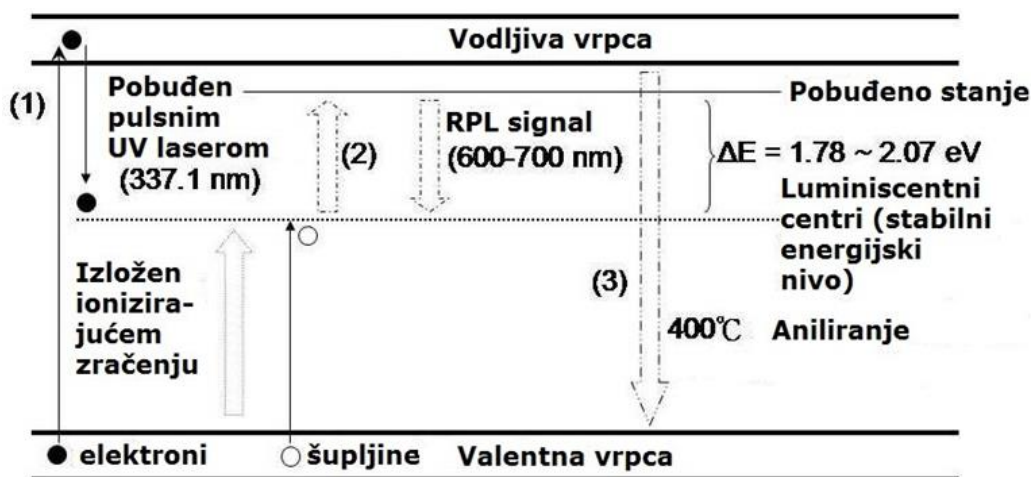 Vodljiva vrpca
(1)
Pobuđen
pulsnim
UV laserom
(337.1 nm)
(2)
RPL signal
(600-700 nm)
Pobuđeno stanje
ΔE = 1.78 ~ 2.07 eV
Luminiscentni
centri (stabilni
energijski
nivo)
Izložen
ionizira-
jućem
zračenju
(3)
400℃ Aniliranje
elektroni
šupljine
Valentna vrpca